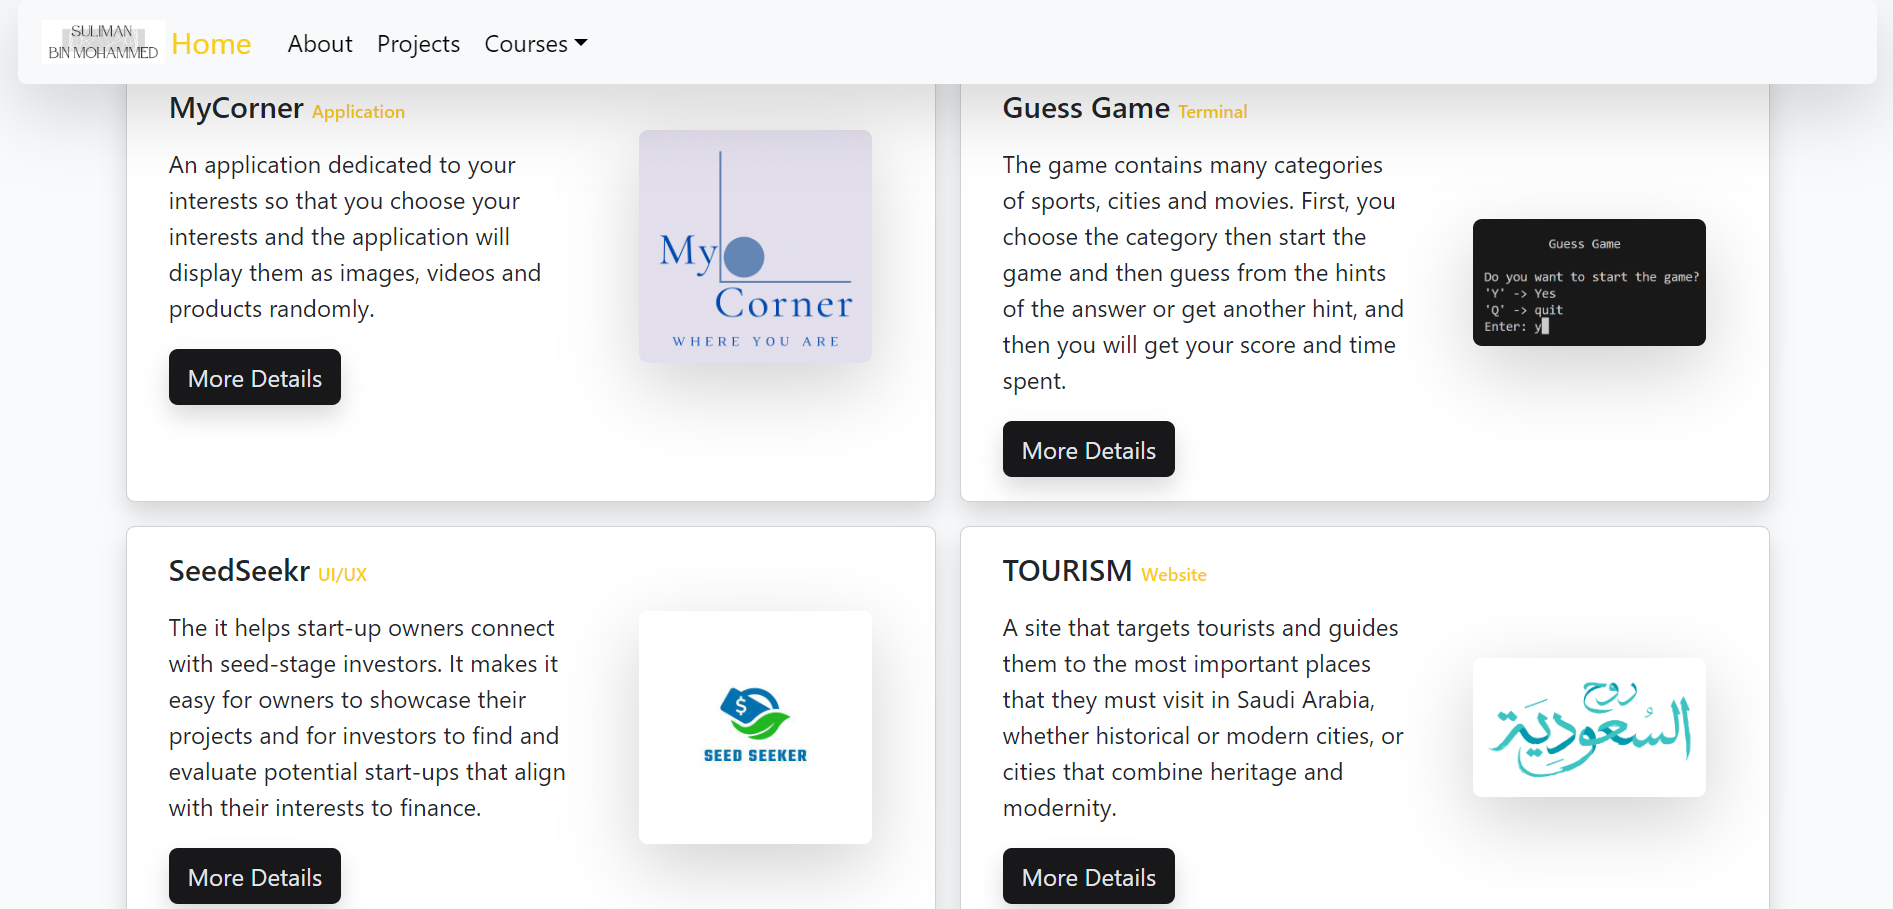 SULIMAN
BIN MOHAMMED
Home
About
Projects
Courses
MyCorner Application
An application dedicated to your
interests so that you choose your
interests and the application will
display them as images, videos and
products randomly.
More Details
My
Corner
WHERE YOU ARE
Guess Game Terminal
The game contains many categories
of sports, cities and movies. First, you
choose the category then start the
game and then guess from the hints
of the answer or get another hint, and
then you will get your score and time
spent.
More Details
Guess Game
Do you want to start the game?
'Y' -> Yes
'Q' -> quit
Enter: y
SeedSeekr UI/UX
The it helps start-up owners connect
with seed-stage investors. It makes it
easy for owners to showcase their
projects and for investors to find and
evaluate potential start-ups that align
with their interests to finance.
More Details
$
SEED SEEKER
TOURISM Website
A site that targets tourists and guides
them to the most important places
that they must visit in Saudi Arabia,
whether historical or modern cities, or
cities that combine heritage and
modernity.
More Details
روح
السُعودِيَة